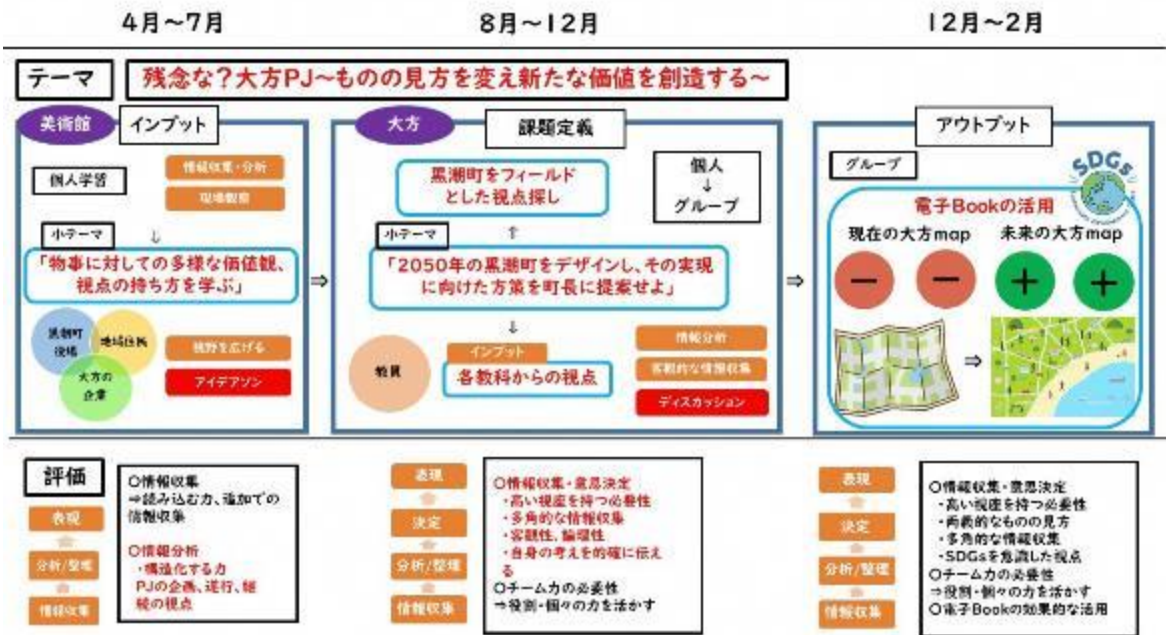 4月～7月
8月～12月
12月～2月
テーマ
残念な?大方PJ～ものの見方を変え新たな価値を創造する～
美術館
インプット
個人学習
情報収集・分析
現場観察
⇓
小テーマ
「物事に対しての多様な価値観、
視点の持ち方を学ぶ」
黒潮町
役場
地域住民
大方の
企業
視野を広げる
アイデアソン
⇒
大方
課題定義
黒潮町をフィールド
とした視点探し
個人
↓
グループ
小テーマ
⇑
「2050年の黒潮町をデザインし、その実現
に向けた方策を町長に提案せよ」
⇓
教員
インプット
各教科からの視点
情報分析
客観的な情報収集
ディスカッション
⇒
アウトプット
グループ
SDGs
電子Bookの活用
現在の大方map
未来の大方map
− − + +
⇒
評価
表現
分析/整理
情報収集
〇情報収集
⇒読み込む力、追加での
情報収集
〇情報分析
・構造化する力
PJの企画、遂行、継
続の視点
表現
決定
分析/整理
情報収集
〇情報収集・意思決定
・高い視座を持つ必要性
・多角的な情報収集
・客観性、論理性
・自身の考えを的確に伝え
る
〇チーム力の必要性
⇒役割・個々の力を活かす
表現
決定
分析/整理
情報収集
〇情報収集・意思決定
・高い視座を持つ必要性
・両義的なものの見方
・多角的な情報収集
・SDGsを意識した視点
〇チーム力の必要性
⇒役割・個々の力を活かす
〇電子Bookの効果的な活用